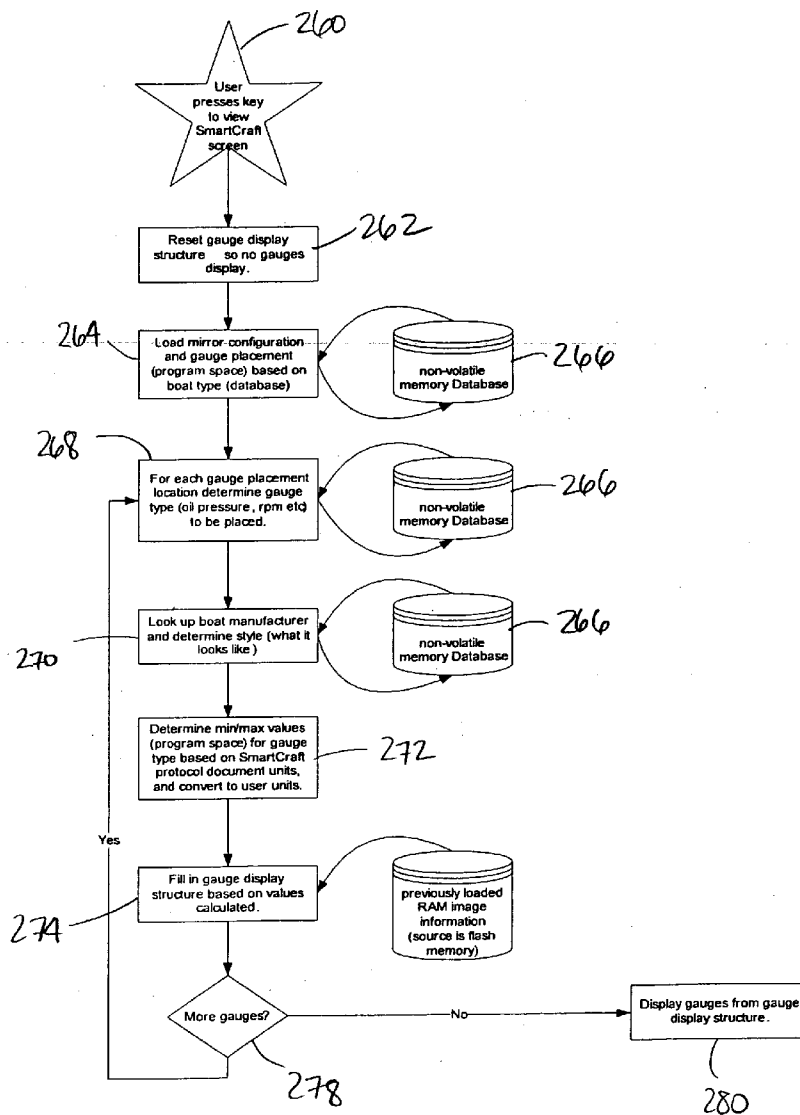 260
User
presses key
to view
SmartCraft
screen
262
Reset gauge display
structure so no gauges
display.
264
Load mirror configuration
and gauge placement
(program space) based on
boat type (database)
non-volatile
memory Database
266
268
For each gauge placement
location determine gauge
type (oil pressure, rpm etc)
to be placed.
non-volatile
memory Database
266
270
Look up boat manufacturer
and determine style (what it
looks like)
non-volatile
memory Database
266
Determine min/max values
(program space) for gauge
type based on SmartCraft
protocol document units,
and convert to user units.
272
Yes
274
Fill in gauge display
structure based on values
calculated.
previously loaded
RAM image
information
(source is flash
memory)
More gauges?
No
Display gauges from gauge
display structure.
278
280